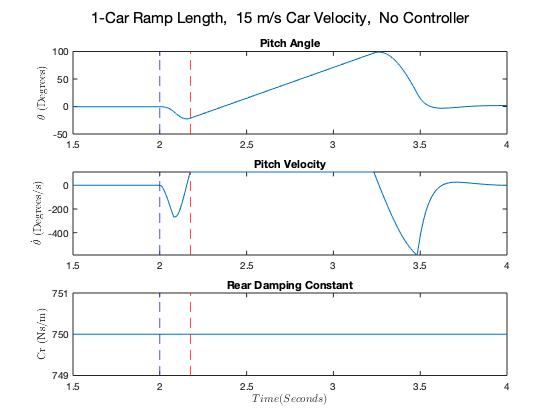 1-Car Ramp Length,  15 m/s Car Velocity,  No Controller
Pitch Angle
100
50
0
-50
θ (Degrees)
1.5 2 2.5 3 3.5 4
Pitch Velocity
0
-200
-400
θ̇ (Degrees/s)
1.5 2 2.5 3 3.5 4
Rear Damping Constant
751
750
749
Cr (Ns/m)
1.5 2 2.5 3 3.5 4
Time(Seconds)